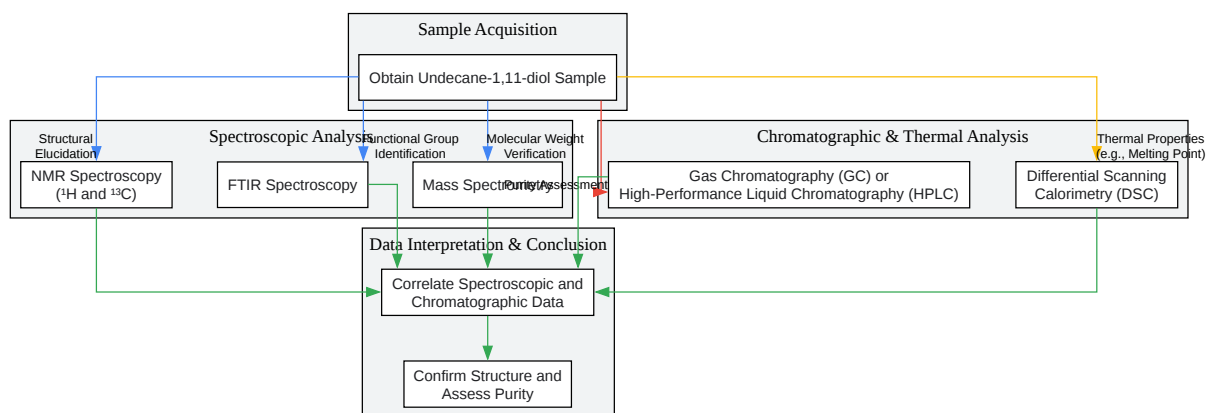 Sample Acquisition
Obtain Undecane-1,11-diol Sample
Spectroscopic Analysis
Chromatographic & Thermal Analysis
Structural
Elucidation
Functional Group
Identification
Molecular Weight
Verification
Thermal Properties
(e.g., Melting Point)
NMR Spectroscopy
(¹H and ¹³C)
FTIR Spectroscopy
Mass Spectrometry
Purity Assessment
Gas Chromatography (GC) or
High-Performance Liquid Chromatography (HPLC)
Differential Scanning
Calorimetry (DSC)
Data Interpretation & Conclusion
Correlate Spectroscopic and
Chromatographic Data
Confirm Structure and
Assess Purity